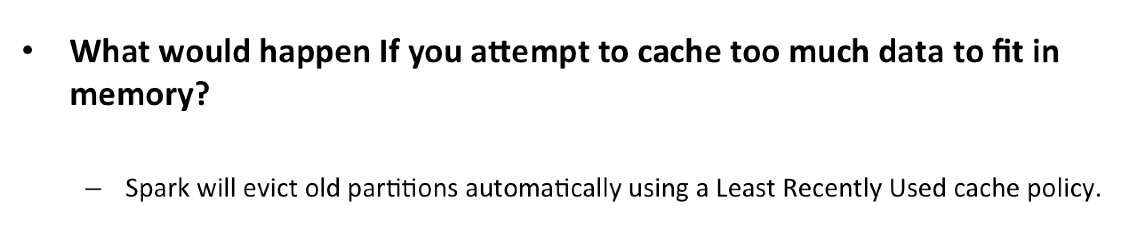 • What would happen If you attempt to cache too much data to fit in
memory?
– Spark will evict old partitions automatically using a Least Recently Used cache policy.